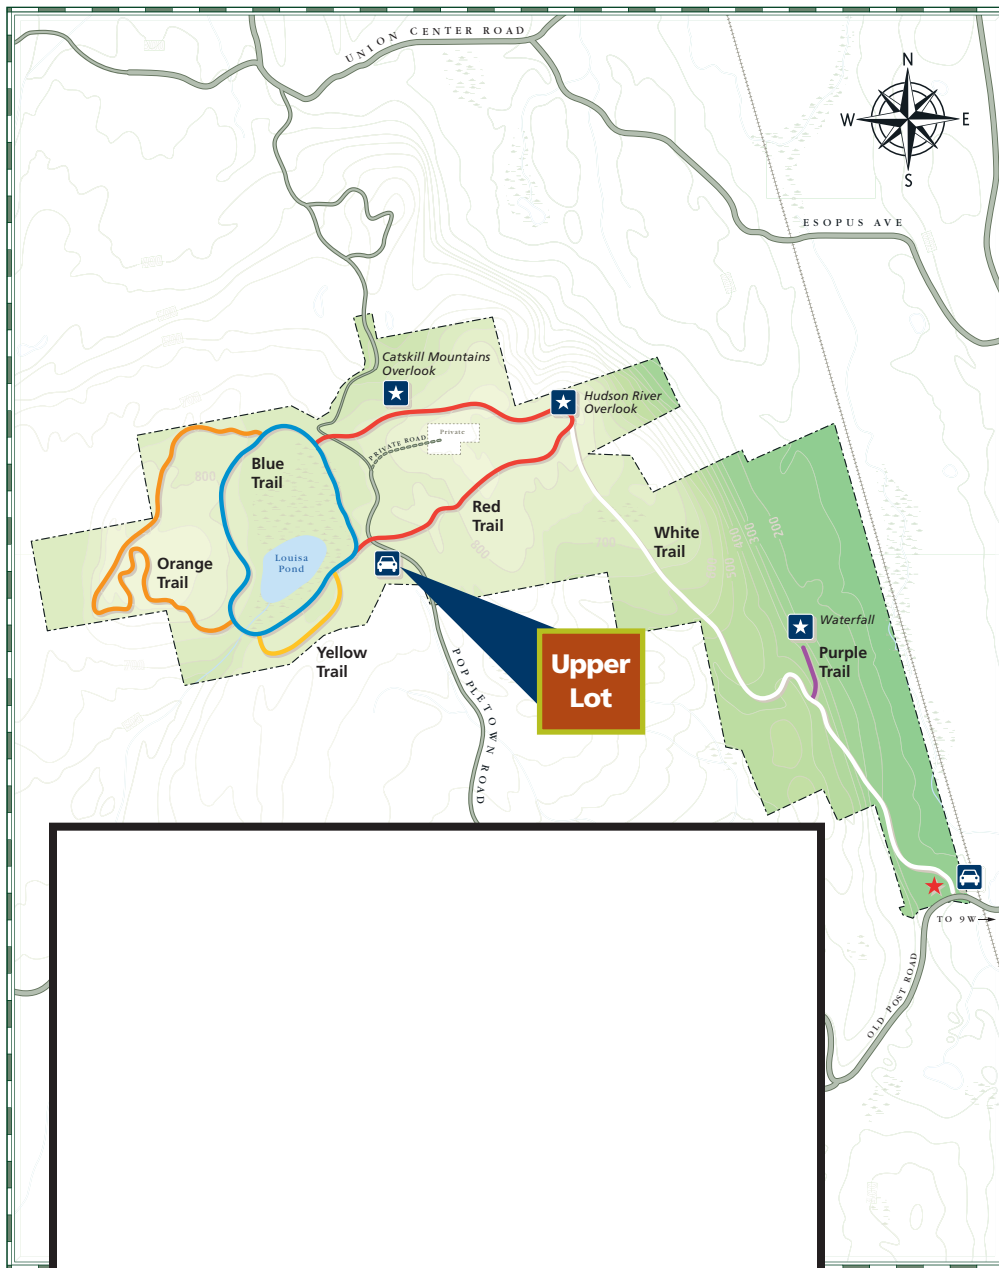 UNION CENTER ROAD
N
W
E
S
ESOPUS AVE
Catskill Mountains
Overlook
Hudson River
Overlook
Private
PRIVATE ROAD
Blue
Trail
800
Red
Trail
White
Trail
200
300
700
800
Louisa
Pond
Orange
Trail
Waterfall
Purple
Trail
Yellow
Trail
Upper
Lot
POPPLETOWN ROAD
TO 9W
OLD POST ROAD